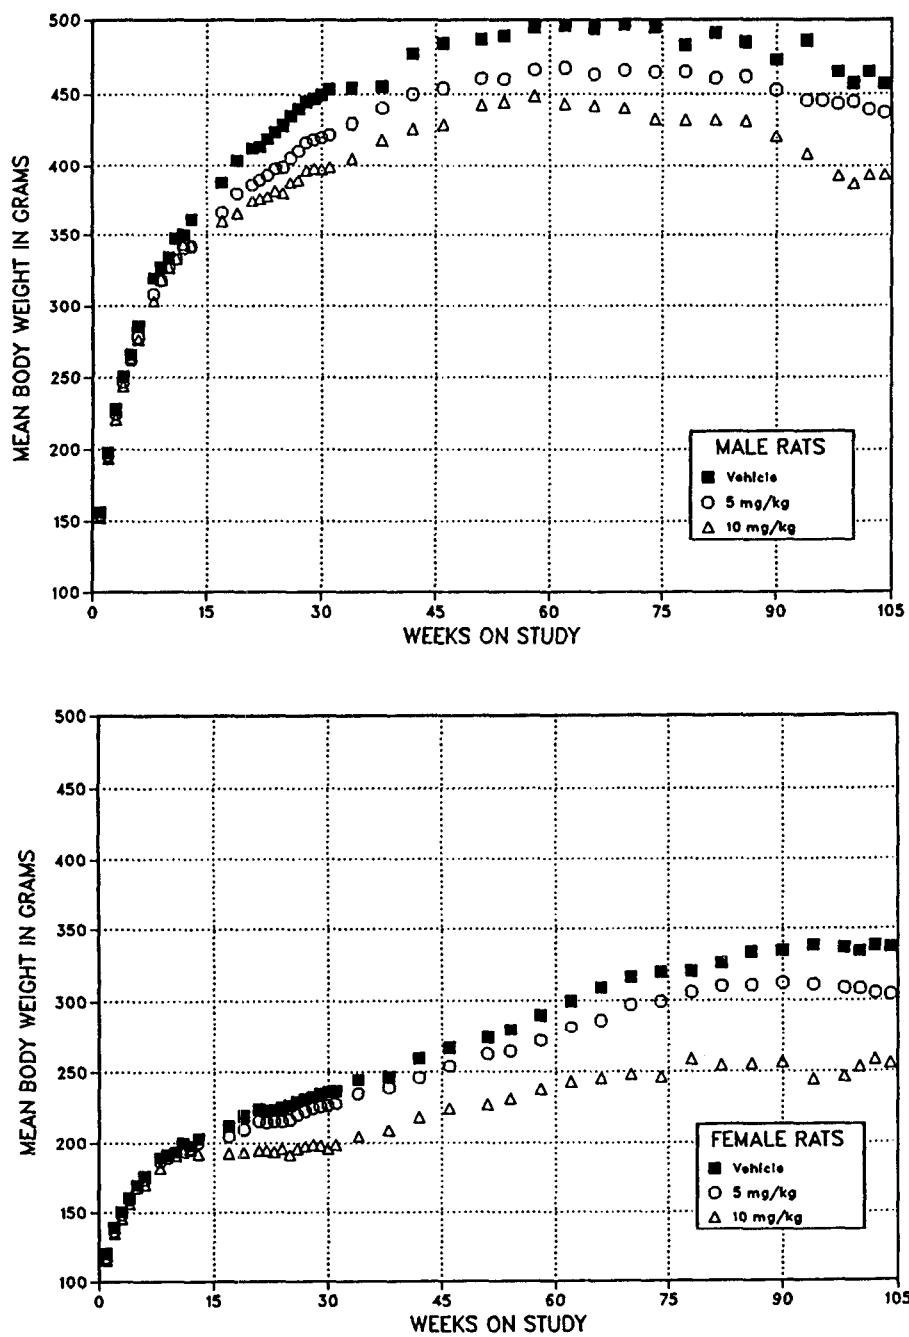 500
450
400
350
300
250
200
150
100
MEAN BODY WEIGHT IN GRAMS
MALE RATS
Vehicle
5 mg/kg
10 mg/kg
0 15 30 45 60 75 90 105
WEEKS ON STUDY
500
450
400
350
300
250
200
150
100
MEAN BODY WEIGHT IN GRAMS
FEMALE RATS
Vehicle
5 mg/kg
10 mg/kg
0 15 30 45 60 75 90 105
WEEKS ON STUDY